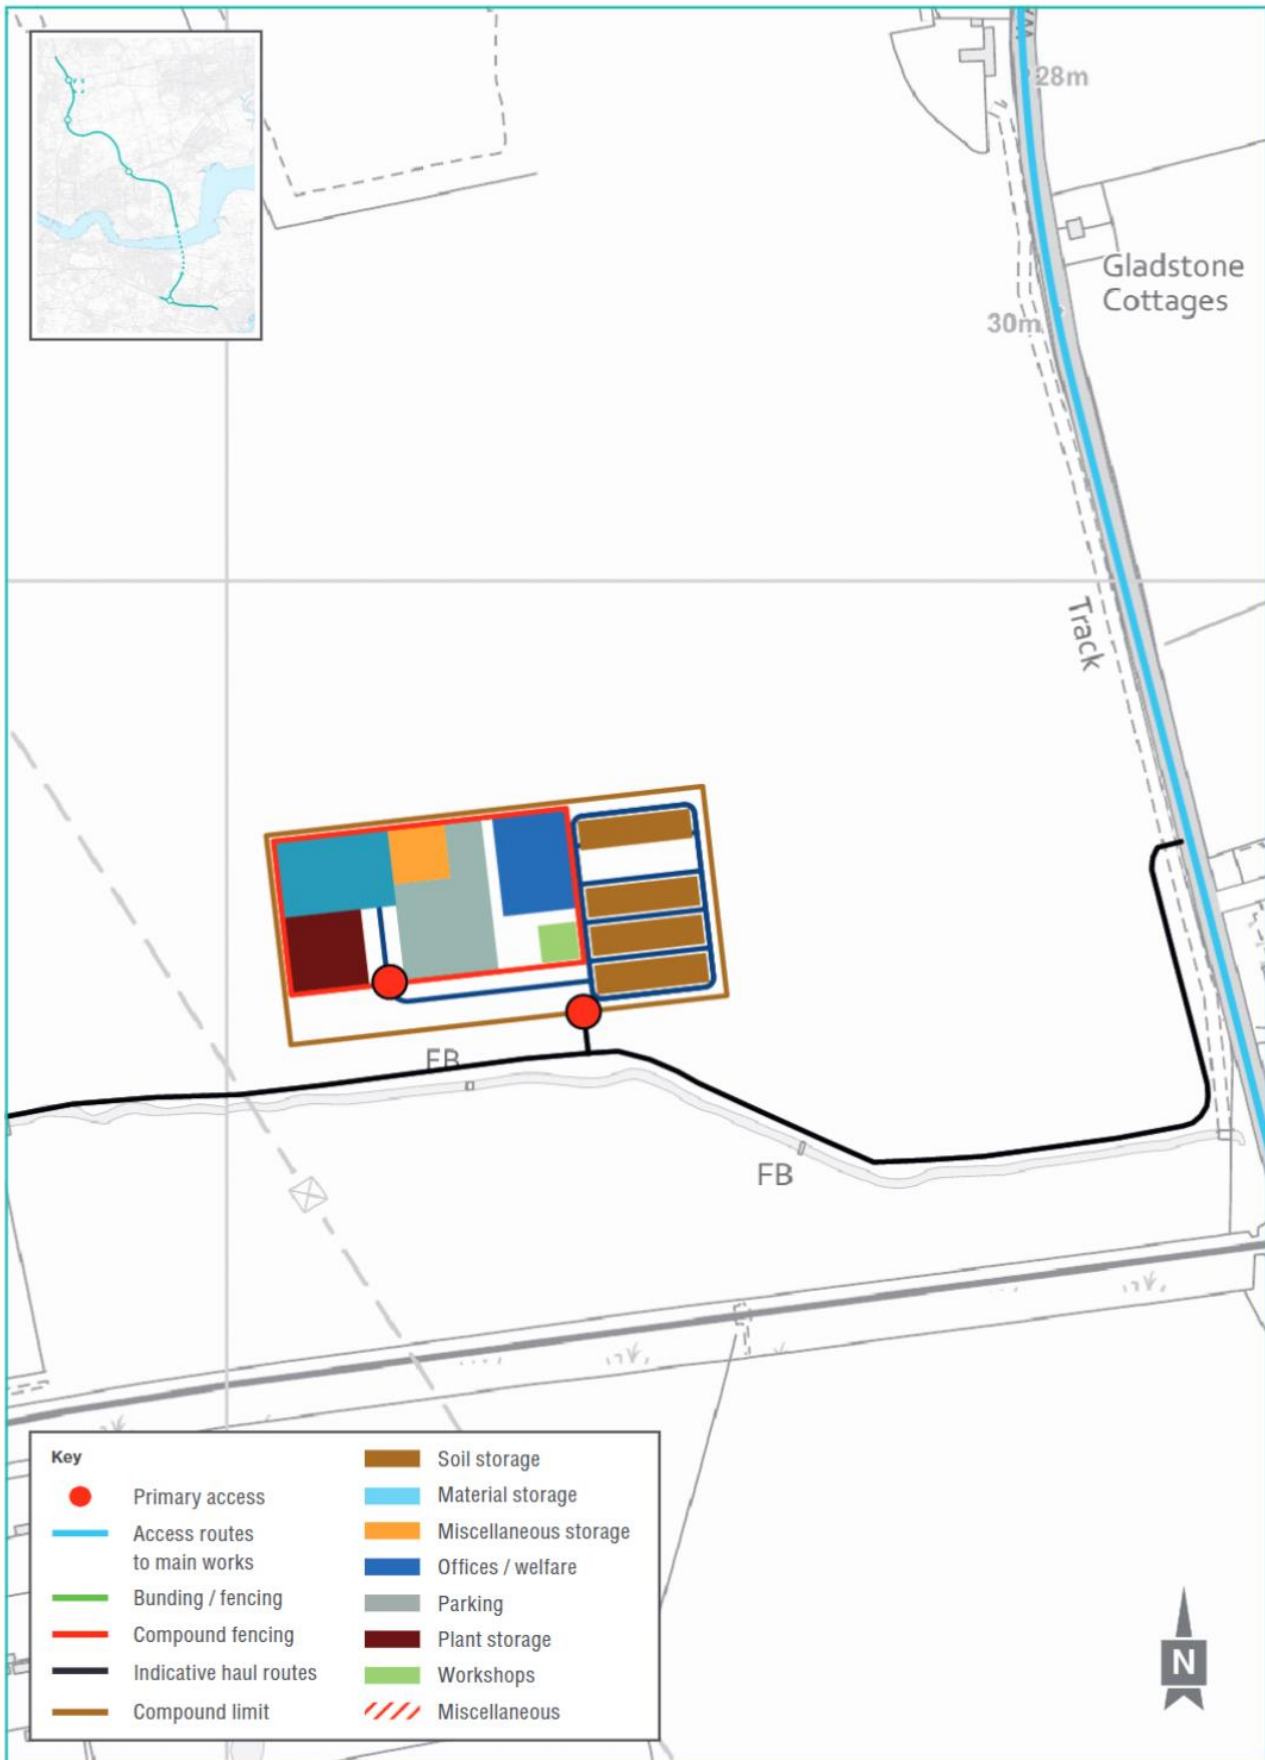 28m
Gladstone
Cottages
30m
Track
FB
FB
Key
Primary access
Access routes
to main works
Bunding / fencing
Compound fencing
Indicative haul routes
Compound limit
Soil storage
Material storage
Miscellaneous storage
Offices / welfare
Parking
Plant storage
Workshops
Miscellaneous
N